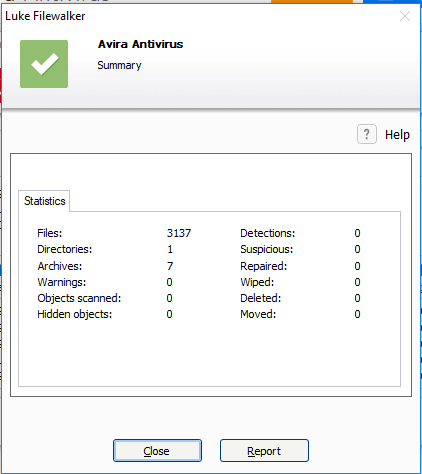 Luke Filewalker
Avira Antivirus
Summary
? Help
Statistics
Files: 3137 Detections: 0
Directories: 1 Suspicious: 0
Archives: 7 Repaired: 0
Warnings: 0 Wiped: 0
Objects scanned: 0 Deleted: 0
Hidden objects: 0 Moved: 0
Close Report